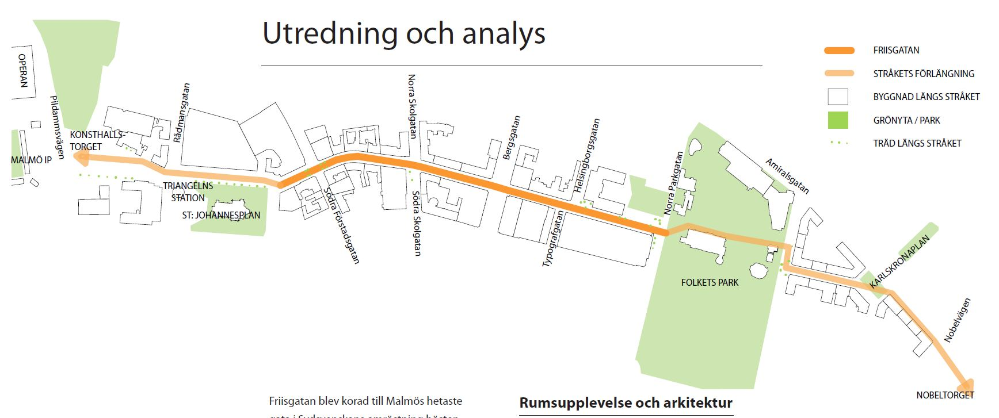 Utredning och analys
FRIISGATAN
STRÅKETS FÖRLÄNGNING
BYGGNAD LÄNGS STRÅKET
GRÖNYTA / PARK
TRÄD LÄNGS STRÅKET
OPERAN
Pildammsvägen
KONSTHALLS-
TORGET
MALMÖ IP
Rådmansgatan
TRIANGELNS
STATION
ST: JOHANNESPLAN
Södra Förstadsgatan
Norra Skolgatan
Södra Skolgatan
Bergsgatan
Typografgatan
Helsingborgsgatan
Norra Parkgatan
Amiralsgatan
FOLKETS PARK
KARLSKRONAPLAN
Nobelvägen
NOBELTORGET
Friisgatan blev korad till Malmös hetaste
Rumsupplevelse och arkitektur